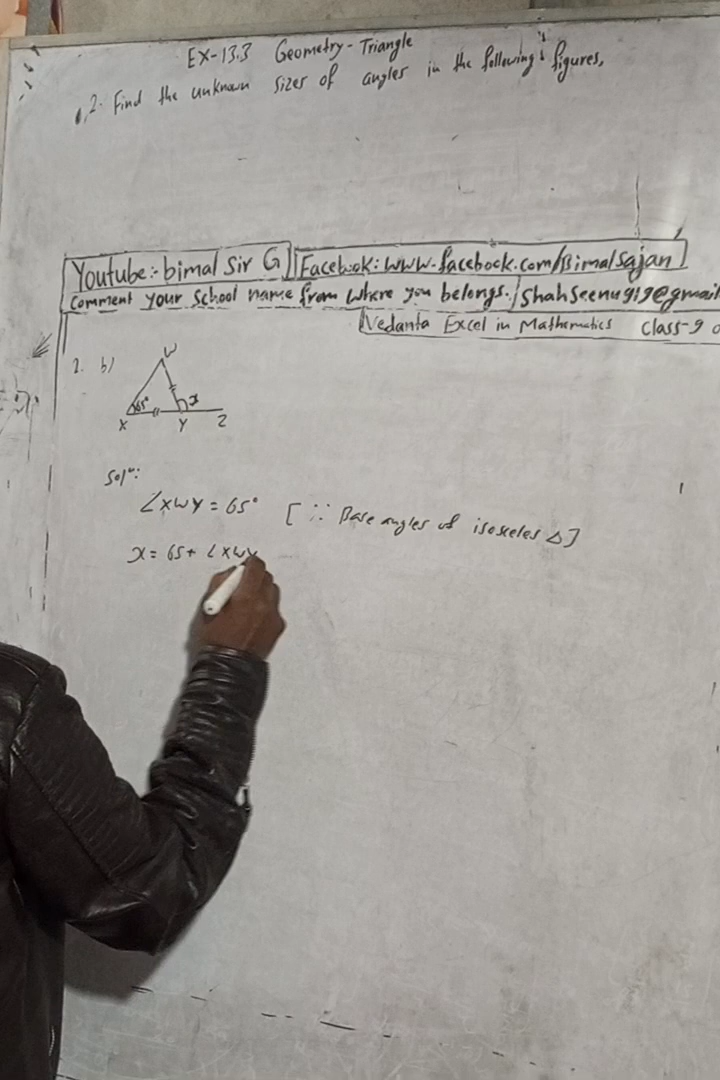 EX-13.3 Geometry-Triangle
2. Find the unknown sizes of angles in the following figures.
Youtube:- bimal Sir G
Facebook: www.facebook.com/Bimalsajan
Comment your School name from where you belongs.
Shahseenu919@gmail
Vedanta Excel in Mathematics class-9
2. b)
W
65° x
X Y Z
Solⁿ:
∠XWY = 65° [∵ Base angles of isosceles Δ]
x = 65 + ∠XWY